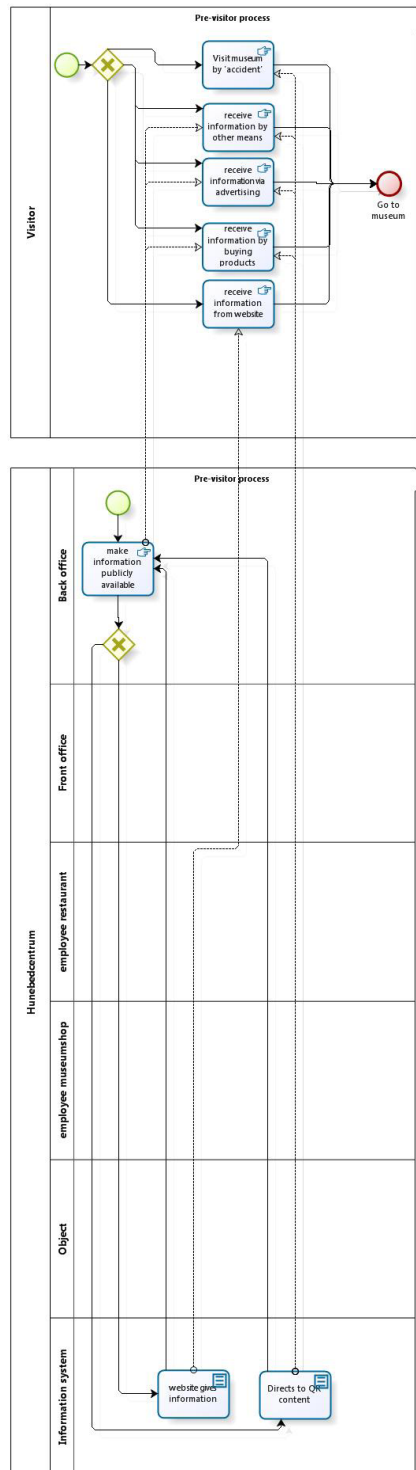 Pre-visitor process
Visitor
Visit museum
by 'accident'
receive
information by
other means
receive
information via
advertising
receive
information by
buying
products
receive
information
from website
Go to
museum
Pre-visitor process
Hunebedcentrum
Back office
make
information
publicly
available
Front office
employee restaurant
employee museumshop
Object
Information system
website gives
information
Directs to QR
content